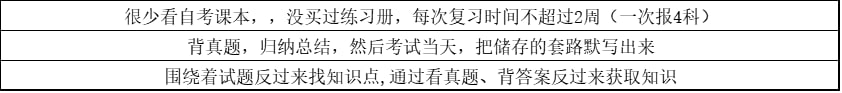 很少看自考课本，，没买过练习册，每次复习时间不超过2周（一次报4科）
背真题，归纳总结，然后考试当天，把储存的套路默写出来
围绕着试题反过来找知识点,通过看真题、背答案反过来获取知识